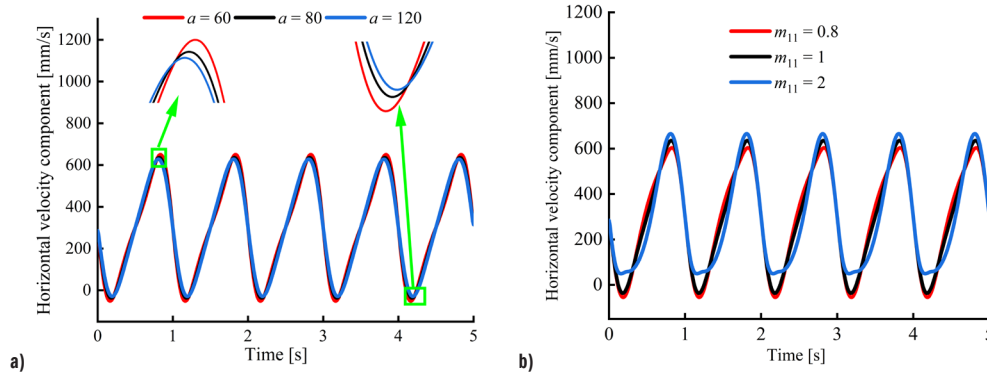 a = 60 a = 80 a = 120
Horizontal velocity component [mm/s]
1200
1000
800
600
400
200
0
0 1 2 3 4 5
Time [s]
a)
m11 = 0.8
m11 = 1
m11 = 2
Horizontal velocity component [mm/s]
1200
1000
800
600
400
200
0
0 1 2 3 4 5
Time [s]
b)